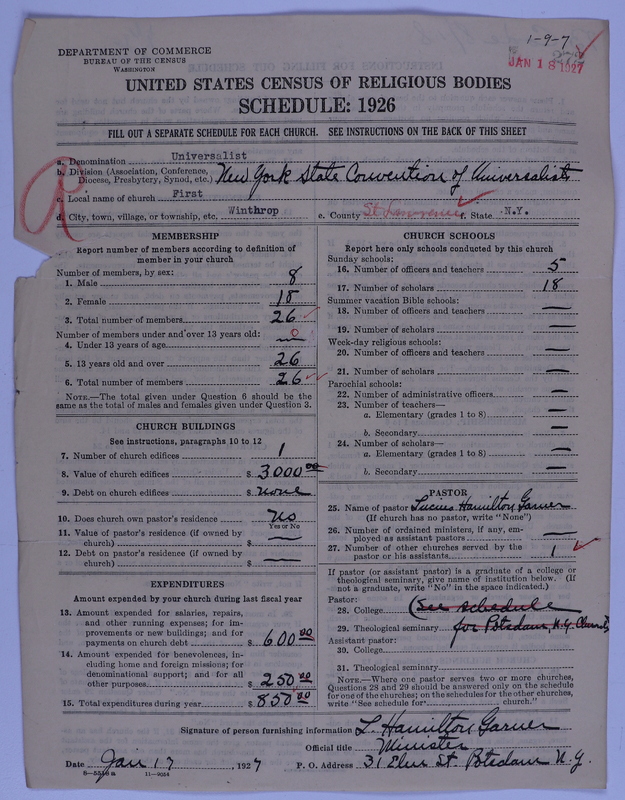 1-9-7
DEPARTMENT OF COMMERCE
BUREAU OF THE CENSUS
WASHINGTON
JAN 18 1927
UNITED STATES CENSUS OF RELIGIOUS BODIES
SCHEDULE: 1926
FILL OUT A SEPARATE SCHEDULE FOR EACH CHURCH. SEE INSTRUCTIONS ON THE BACK OF THIS SHEET
a. Denomination Universalist
b. Division (Association, Conference, Diocese, Presbytery, Synod, etc.) New York State Convention of Universalists
c. Local name of church First
d. City, town, village, or township, etc. Winthrop e. County St Lawrence f. State N.Y.
MEMBERSHIP
Report number of members according to definition of
member in your church
Number of members, by sex:
1. Male 8
2. Female 18
3. Total number of members 26
Number of members under and over 13 years old:
4. Under 13 years of age 0
5. 13 years old and over 26
6. Total number of members 26
NOTE.—The total given under Question 6 should be
same as the total of males and females given under Question 3.
CHURCH BUILDINGS
See instructions, paragraphs 10 to 12
7. Number of church edifices 1
8. Value of church edifices $ 3000 00
9. Debt on church edifices $ none
10. Does church own pastor's residence No
Yes or No
11. Value of pastor's residence (if owned by
church) $ —
12. Debt on pastor's residence (if owned by
church) $ —
EXPENDITURES
Amount expended by your church during last fiscal year
13. Amount expended for salaries, repairs,
and other running expenses; for im-
provements or new buildings; and for
payments on church debt $ 600 00
14. Amount expended for benevolences, in-
cluding home and foreign missions; for
denominational support; and for all
other purposes $ 250 00
15. Total expenditures during year $ 850 00
CHURCH SCHOOLS
Report here only schools conducted by this church
Sunday schools:
16. Number of officers and teachers 5
17. Number of scholars 18
Summer vacation Bible schools:
18. Number of officers and teachers —
19. Number of scholars —
Week-day religious schools:
20. Number of officers and teachers —
21. Number of scholars —
Parochial schools:
22. Number of administrative officers —
23. Number of teachers—
a. Elementary (grades 1 to 8) —
b. Secondary —
24. Number of scholars—
a. Elementary (grades 1 to 8) —
b. Secondary —
PASTOR
25. Name of pastor Lucius Hamilton Garner
(If church has no pastor, write "None")
26. Number of ordained ministers, if any, em-
ployed as assistant pastors —
27. Number of other churches served by the
pastor or his assistants 1
If pastor (or assistant pastor) is a graduate of a college or
theological seminary, give name of institution below. (If
not a graduate, write "No" in the space indicated.)
Pastor:
28. College (See schedule
29. Theological seminary for Potsdam, N.Y. Church)
Assistant pastor:
30. College
31. Theological seminary
NOTE.—Where one pastor serves two or more churches,
Questions 28 and 29 should be answered only on the schedule
for one of the churches; on the schedules for the other churches,
write "See schedule for church."
Signature of person furnishing information L. Hamilton Garner
Official title Minister
Date Jan 17, 1927 P. O. Address 31 Elm St. Potsdam N.Y.
8—5516 a 11—9024